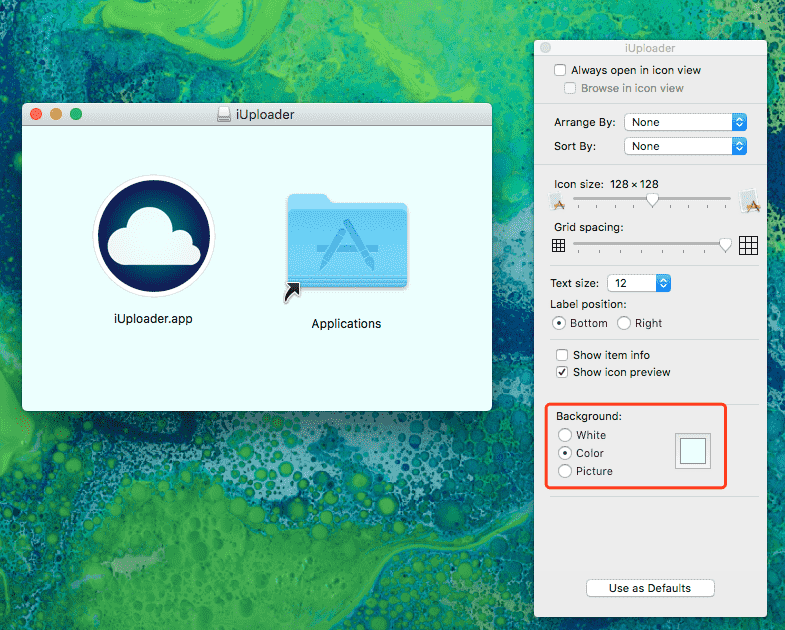 iUploader
iUploader.app
Applications
iUploader
Always open in icon view
Browse in icon view
Arrange By: None
Sort By: None
Icon size: 128 × 128
Grid spacing:
Text size: 12
Label position:
Bottom Right
Show item info
Show icon preview
Background:
White
Color
Picture
Use as Defaults